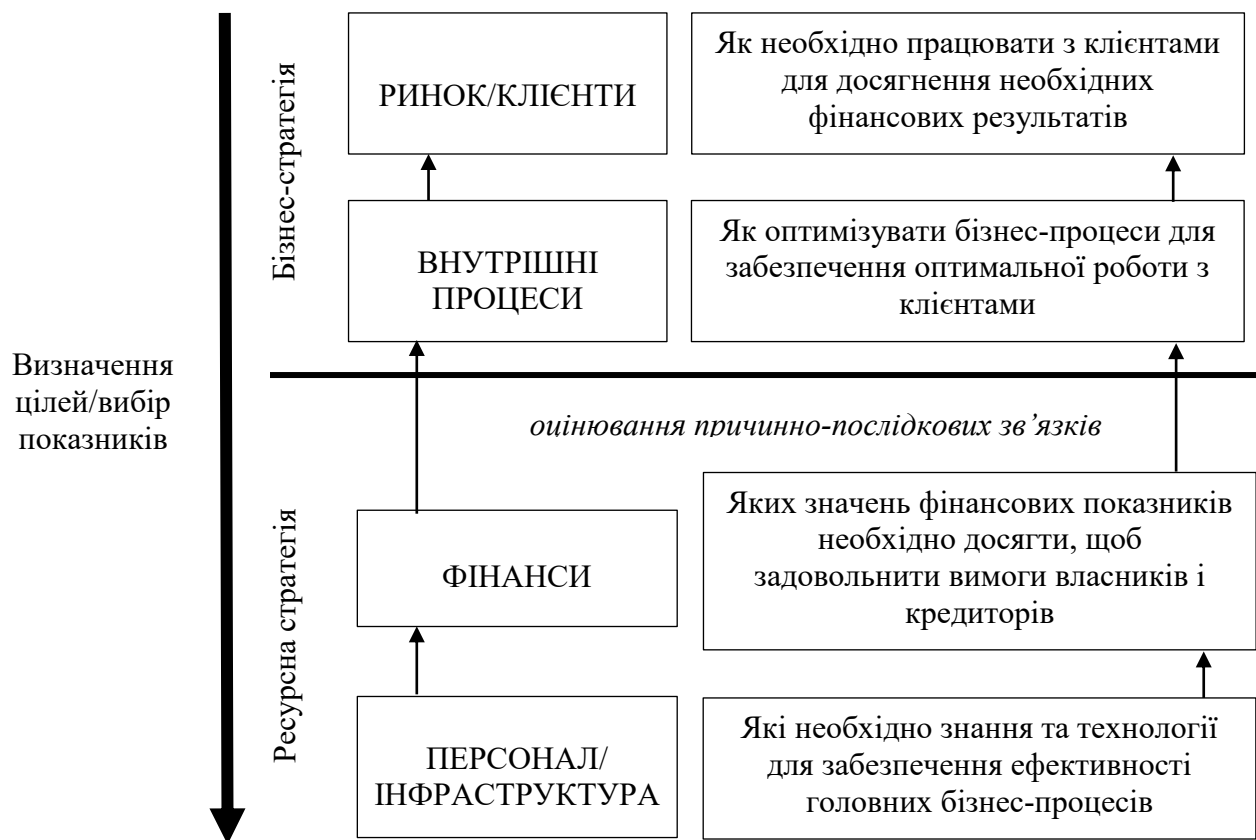 Визначення
цілей/вибір
показників
Бізнес-стратегія
РИНОК/КЛІЄНТИ
Як необхідно працювати з клієнтами
для досягнення необхідних
фінансових результатів
ВНУТРІШНІ
ПРОЦЕСИ
Як оптимізувати бізнес-процеси для
забезпечення оптимальної роботи з
клієнтами
оцінювання причинно-послідкових зв’язків
Ресурсна стратегія
ФІНАНСИ
Яких значень фінансових показників
необхідно досягти, щоб
задовольнити вимоги власників і
кредиторів
ПЕРСОНАЛ/
ІНФРАСТРУКТУРА
Які необхідно знання та технології
для забезпечення ефективності
головних бізнес-процесів